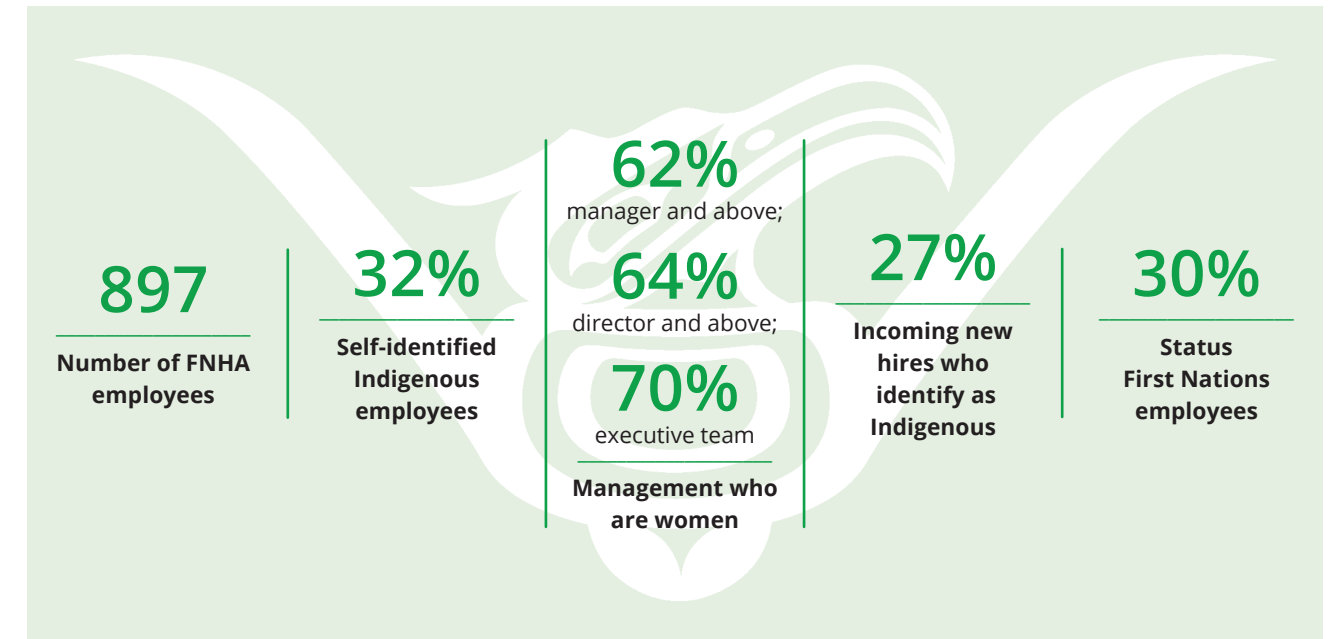 897
Number of FNHA
employees
32%
Self-identified
Indigenous
employees
62%
manager and above;
64%
director and above;
70%
executive team
Management who
are women
27%
Incoming new
hires who
identify as
Indigenous
30%
Status
First Nations
employees